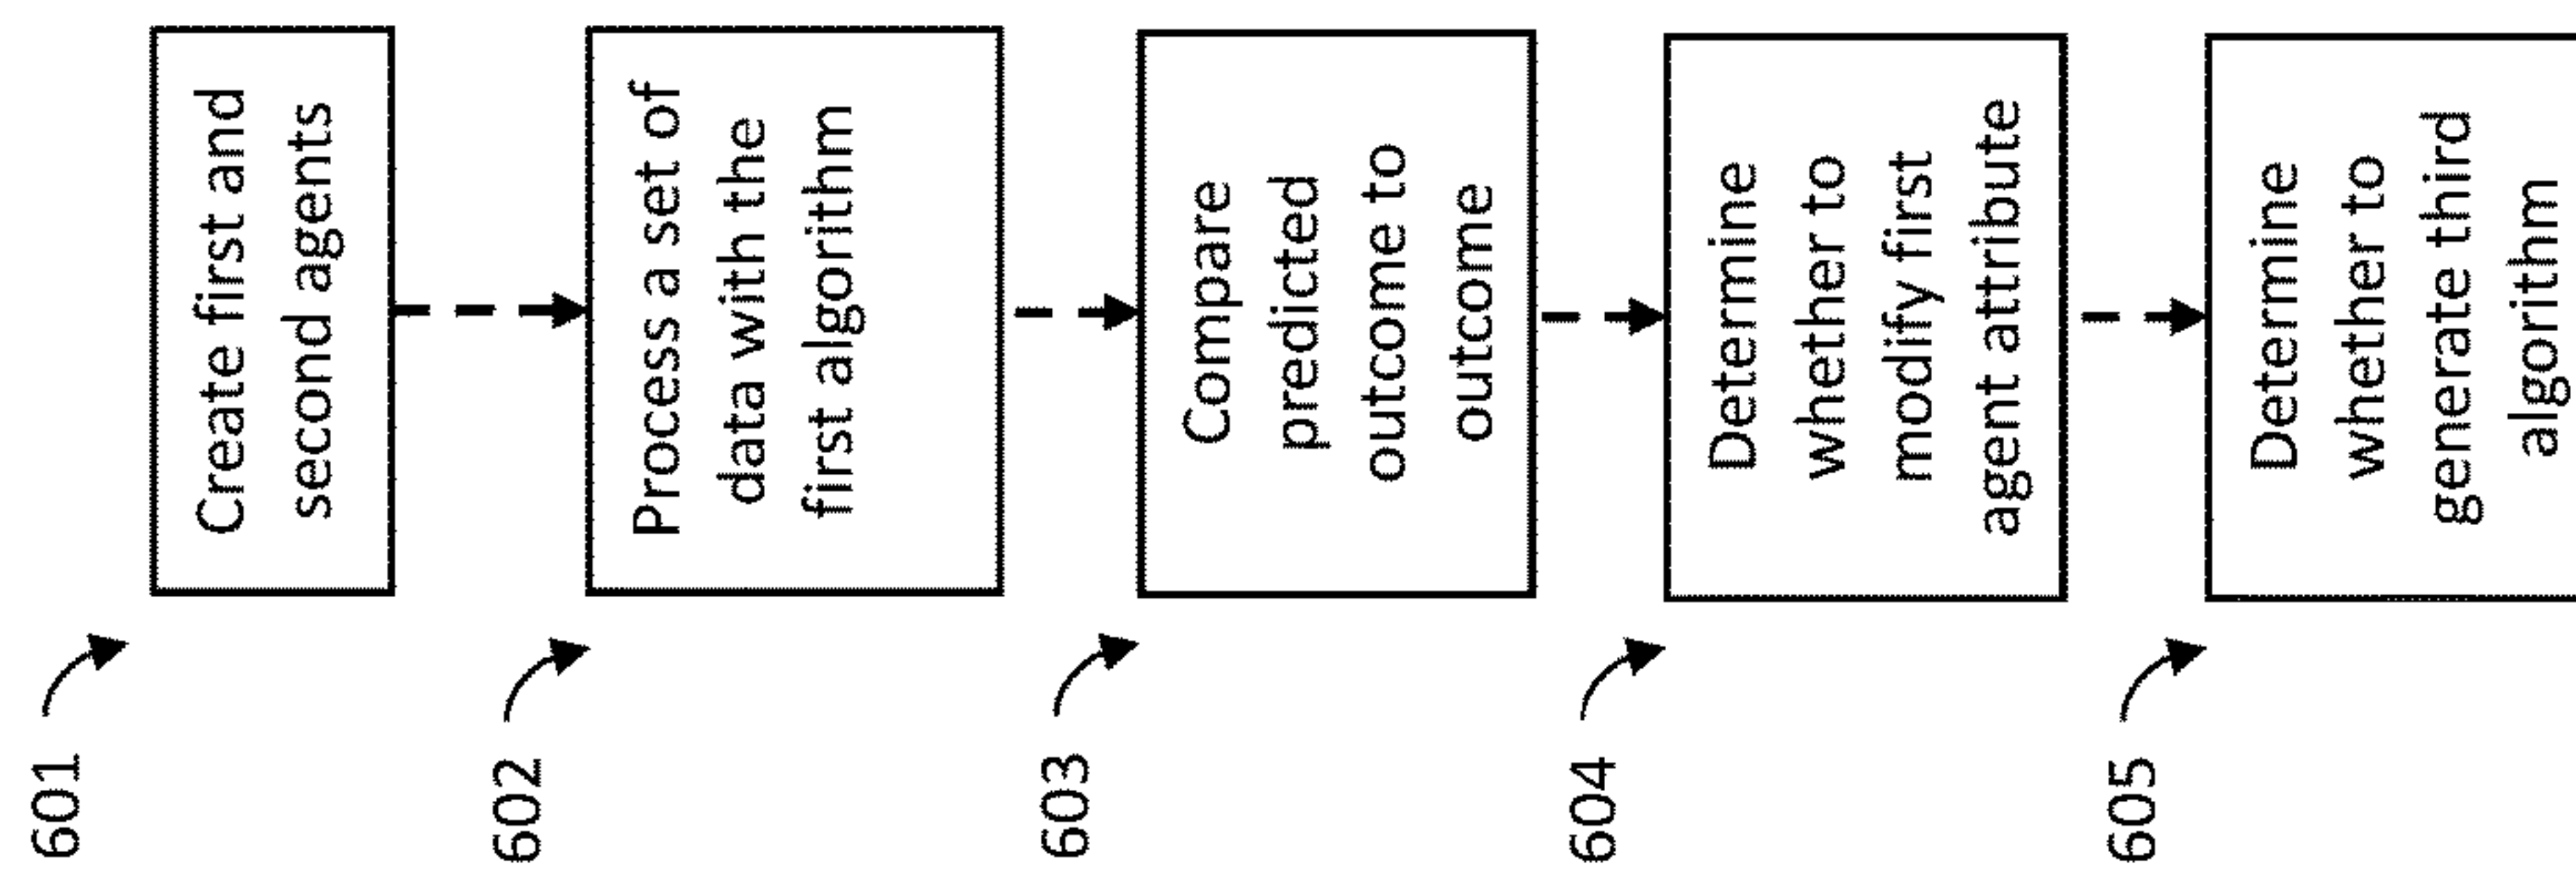 601
Create first and
second agents
602
Process a set of
data with the
first algorithm
603
Compare
predicted
outcome to
outcome
604
Determine
whether to
modify first
agent attribute
605
Determine
whether to
generate third
algorithm